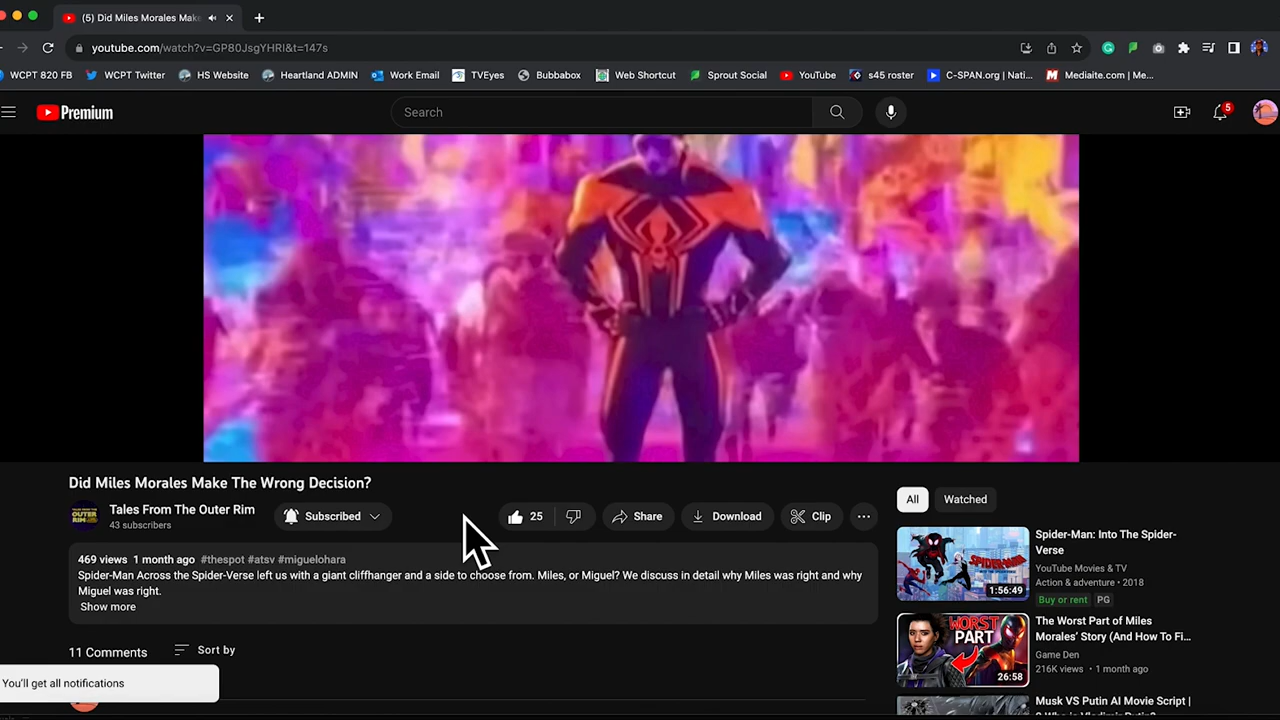 (5) Did Miles Morales Make
youtube.com/watch?v=GP80JsgYHRI&t=147s
WCPT 820 FB WCPT Twitter HS Website Heartland ADMIN Work Email TVEyes Bubbabox Web Shortcut Sprout Social YouTube s45 roster C-SPAN.org | Nati... Mediaite.com | Me...
Premium
Search
5
Did Miles Morales Make The Wrong Decision?
Tales From The Outer Rim
43 subscribers
Subscribed
25
Share
Download
Clip
469 views 1 month ago #thespot #atsv #miguelohara
Spider-Man Across the Spider-Verse left us with a giant cliffhanger and a side to choose from. Miles, or Miguel? We discuss in detail why Miles was right and why
Miguel was right.
Show more
11 Comments
Sort by
You'll get all notifications
All
Watched
1:56:49
Spider-Man: Into The Spider-
Verse
YouTube Movies & TV
Action & adventure • 2018
Buy or rent PG
WORST
PART
26:58
The Worst Part of Miles
Morales' Story (And How To Fi...
Game Den
216K views • 1 month ago
Musk VS Putin AI Movie Script |